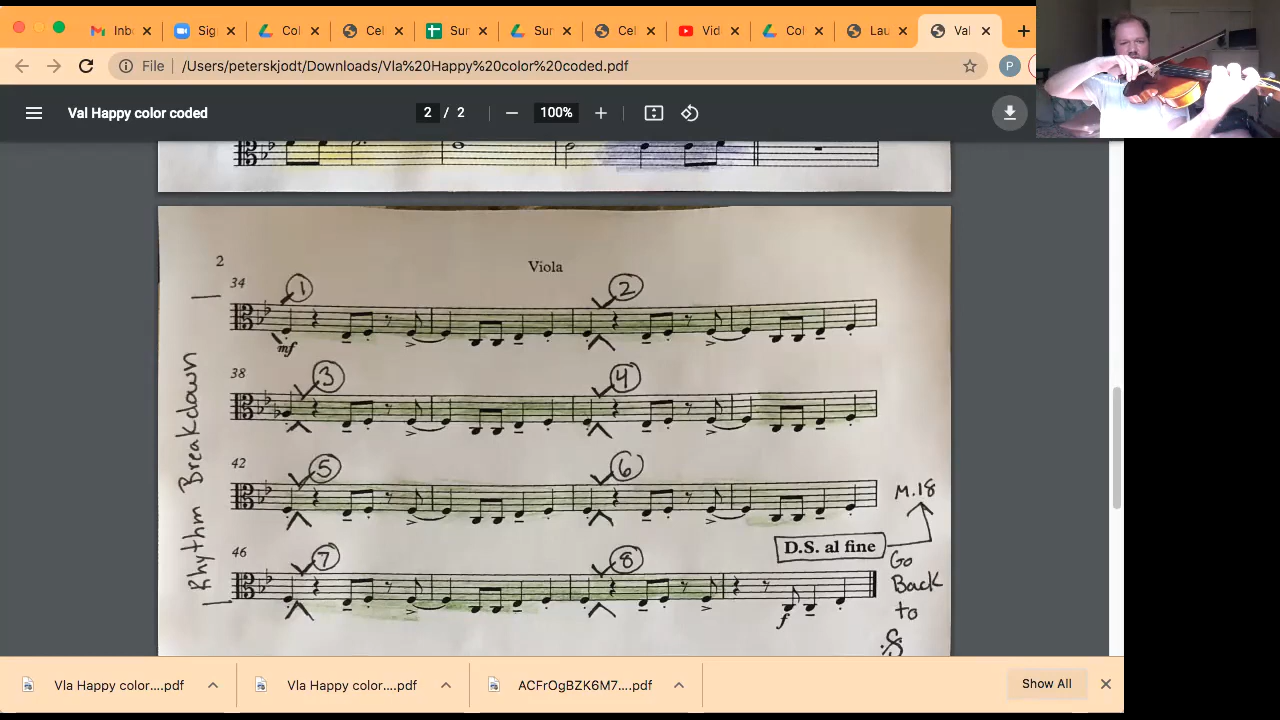 Inb
Sig
Col
Cel
Sur
Sur
Cel
Vid
Col
Lau
Val
File
/Users/peterskjodt/Downloads/Vla%20Happy%20color%20coded.pdf
P
Val Happy color coded
2 / 2
100%
2
Viola
34
1
2
mf
38
3
4
Rhythm Breakdown
42
5
6
M.18
D.S. al fine
46
7
8
Go
Back
to
f
Vla Happy color....pdf
Vla Happy color....pdf
ACFrOgBZK6M7....pdf
Show All